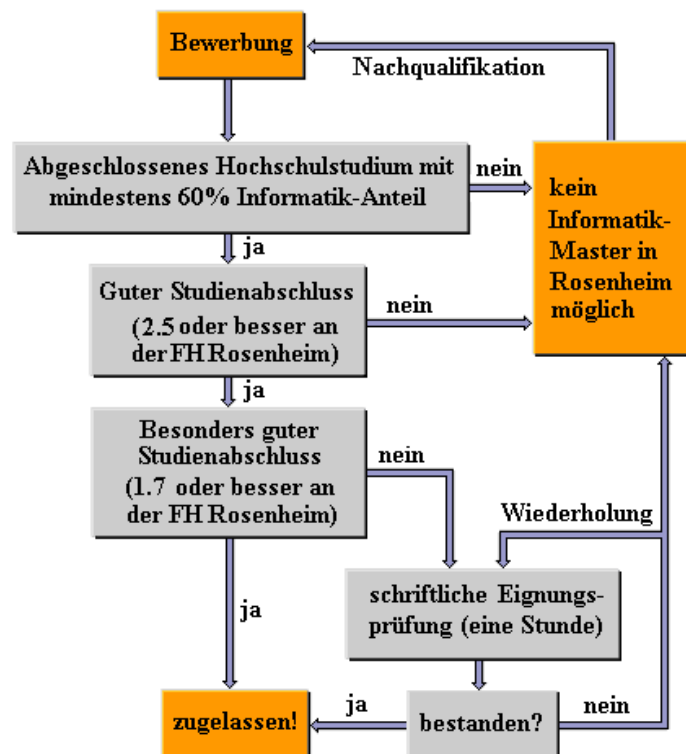 Bewerbung
Nachqualifikation
Abgeschlossenes Hochschulstudium mit
mindestens 60% Informatik-Anteil
nein
kein
Informatik-
Master in
Rosenheim
möglich
ja
Guter Studienabschluss
(2.5 oder besser an
der FH Rosenheim)
nein
ja
Besonders guter
Studienabschluss
(1.7 oder besser an
der FH Rosenheim)
nein
Wiederholung
schriftliche Eignungs-
prüfung (eine Stunde)
ja
zugelassen!
ja
bestanden?
nein